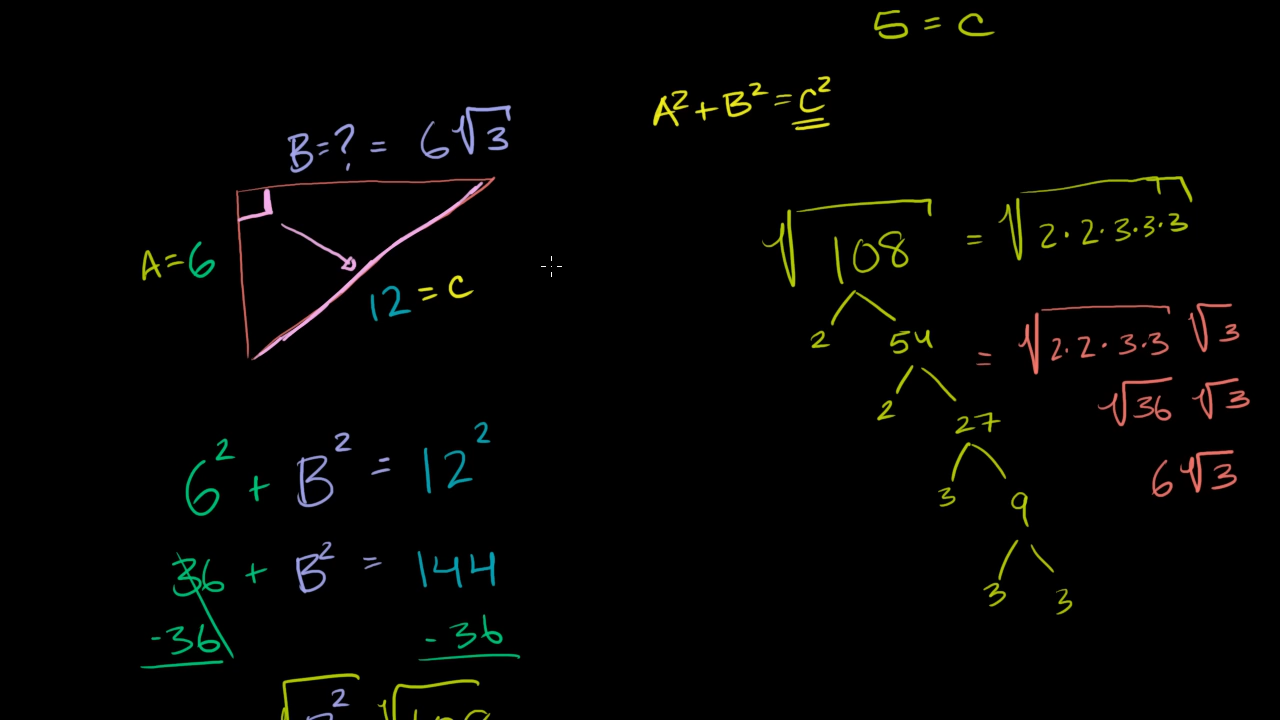 5 = c
A² + B² = C²
B = ? = 6√3
A = 6
12 = C
√108 = √2·2·3·3·3
2 54
= √2·2·3·3 √3
2 27
√36 √3
3 9
6√3
3 3
6² + B² = 12²
36 + B² = 144
-36 -36